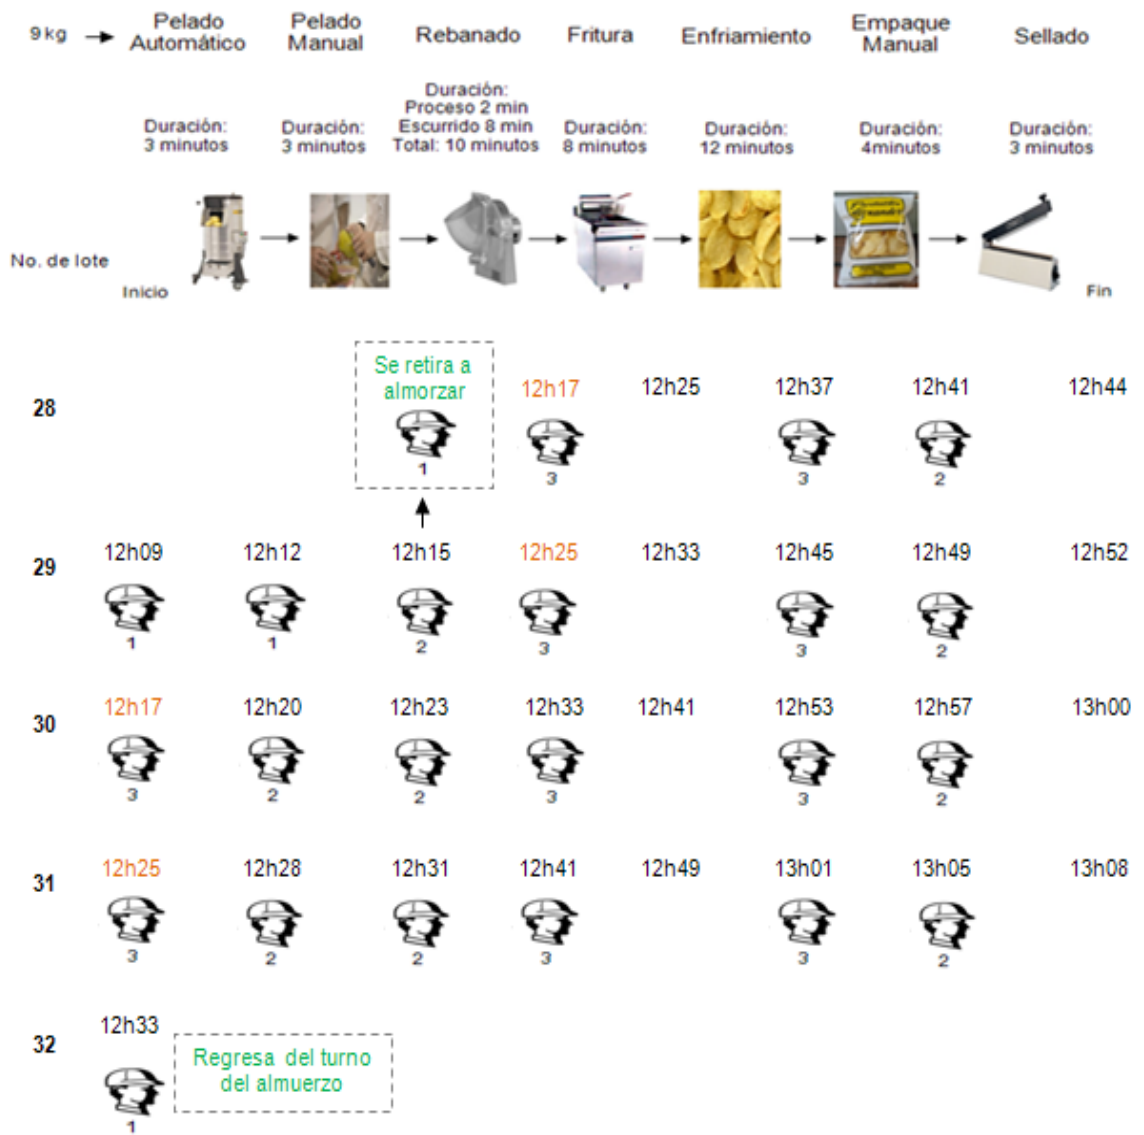 9 kg
Pelado
Automático
Pelado
Manual
Rebanado
Fritura
Enfriamiento
Empaque
Manual
Sellado
Duración:
3 minutos
Duración:
3 minutos
Duración:
Proceso 2 min
Escurrido 8 min
Total: 10 minutos
Duración:
8 minutos
Duración:
12 minutos
Duración:
4minutos
Duración:
3 minutos
No. de lote
Inicio
Fin
28
Se retira a
almorzar
1
12h17
3
12h25
12h37
3
12h41
2
12h44
29
12h09
1
12h12
1
12h15
2
12h25
3
12h33
12h45
3
12h49
2
12h52
30
12h17
3
12h20
2
12h23
2
12h33
3
12h41
12h53
3
12h57
2
13h00
31
12h25
3
12h28
2
12h31
2
12h41
3
12h49
13h01
3
13h05
2
13h08
32
12h33
1
Regresa del turno
del almuerzo